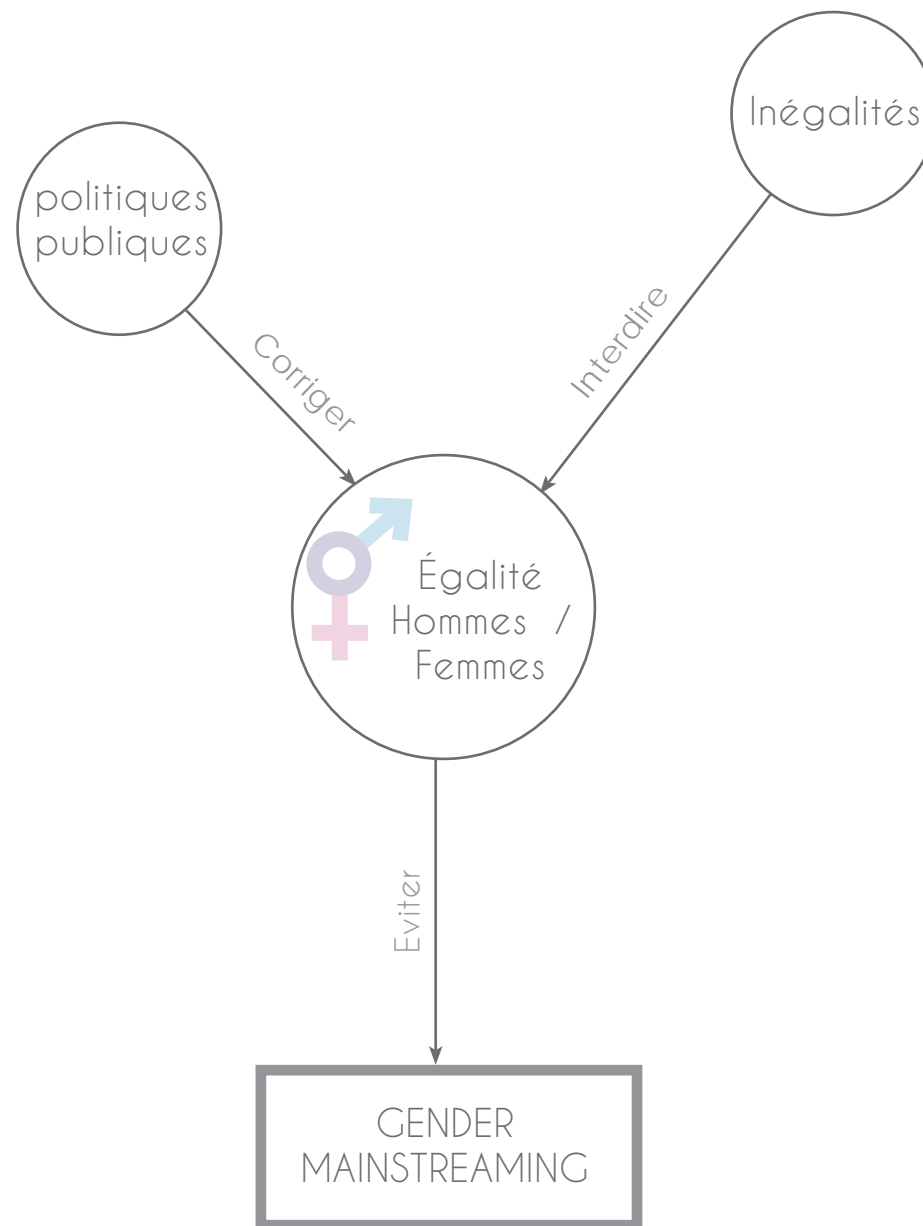 Inégalités
politiques
publiques
Corriger
Interdire
Égalité
Hommes /
Femmes
Eviter
GENDER
MAINSTREAMING